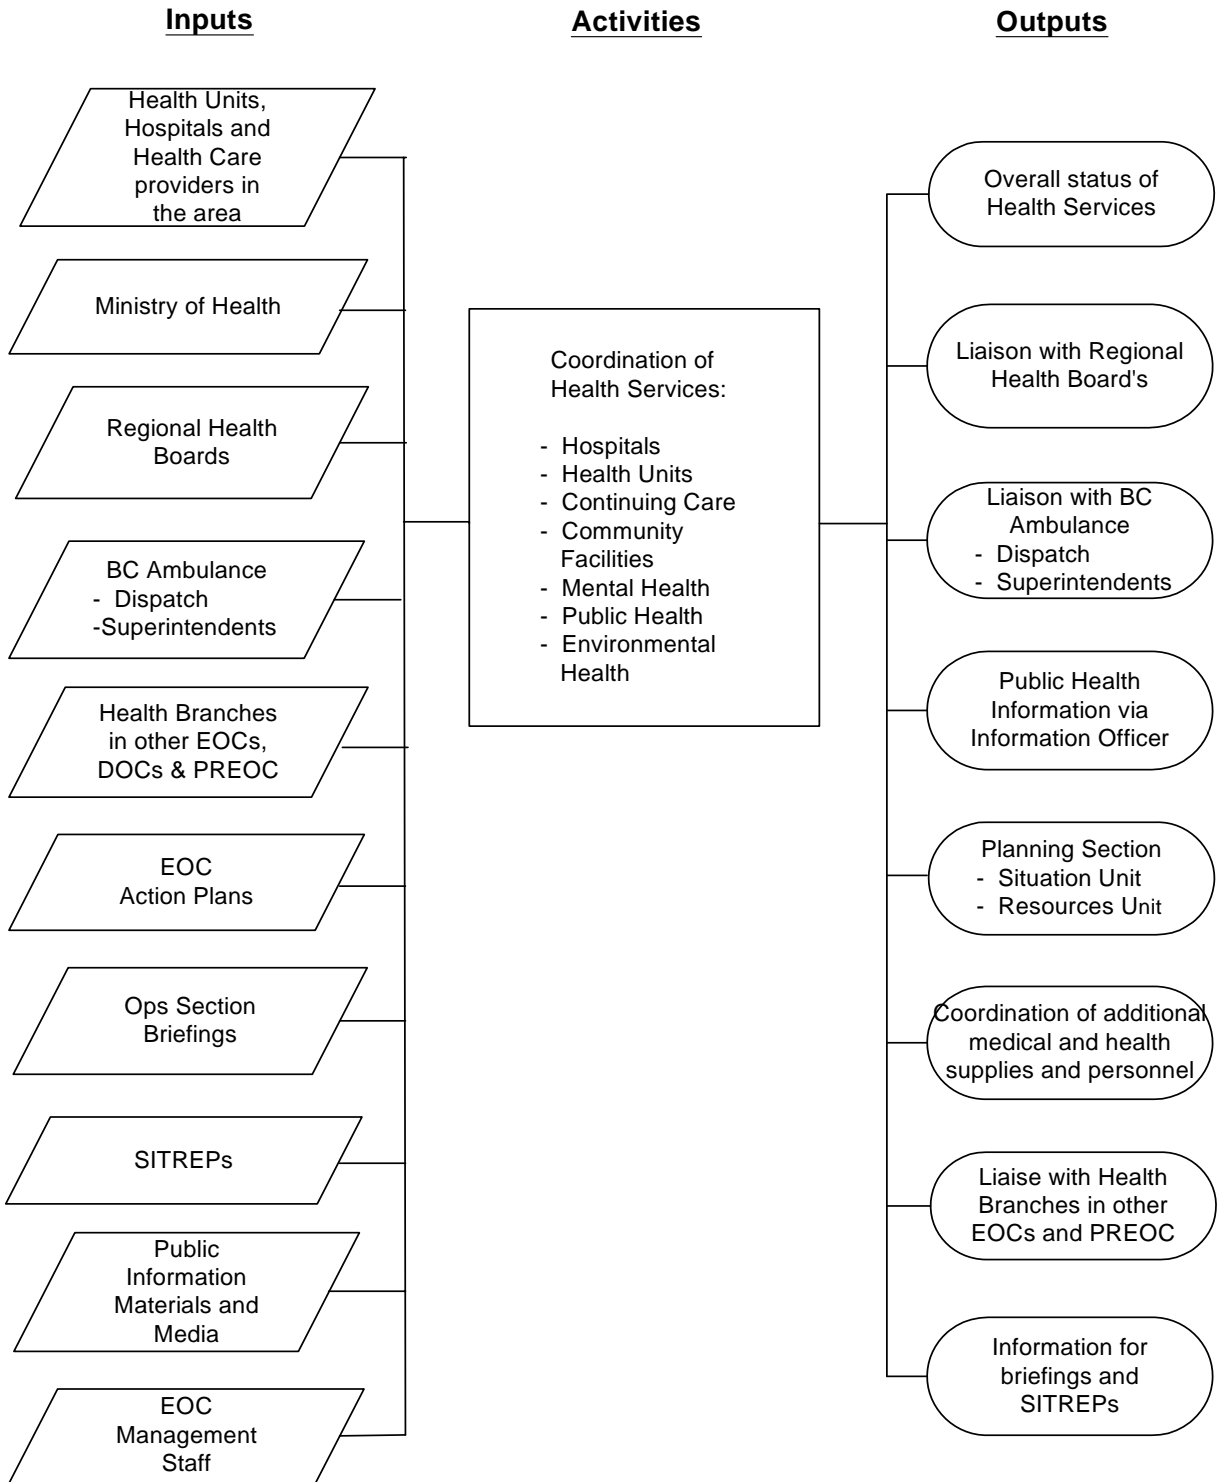 Inputs
Activities
Outputs
Health Units,
Hospitals and
Health Care
providers in
the area
Ministry of Health
Regional Health
Boards
BC Ambulance
- Dispatch
-Superintendents
Health Branches
in other EOCs,
DOCs & PREOC
EOC
Action Plans
Ops Section
Briefings
SITREPs
Public
Information
Materials and
Media
EOC
Management
Staff
Coordination of
Health Services:
- Hospitals
- Health Units
- Continuing Care
- Community
Facilities
- Mental Health
- Public Health
- Environmental
Health
Overall status of
Health Services
Liaison with Regional
Health Board's
Liaison with BC
Ambulance
- Dispatch
- Superintendents
Public Health
Information via
Information Officer
Planning Section
- Situation Unit
- Resources Unit
Coordination of additional
medical and health
supplies and personnel
Liaise with Health
Branches in other
EOCs and PREOC
Information for
briefings and
SITREPs